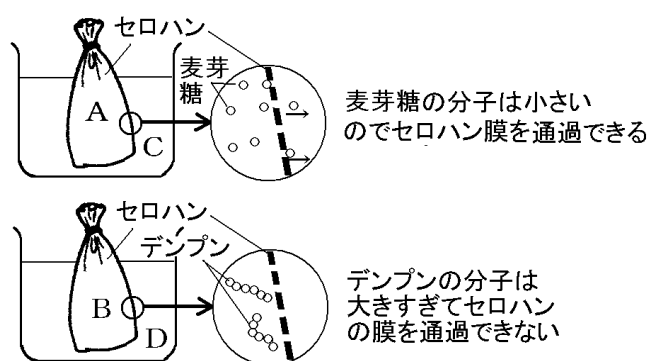 セロハン
麦芽
糖
A
C
麦芽糖の分子は小さい
のでセロハン膜を通過できる
セロハン
デンプン
B
D
デンプンの分子は
大きすぎてセロハン
の膜を通過できない